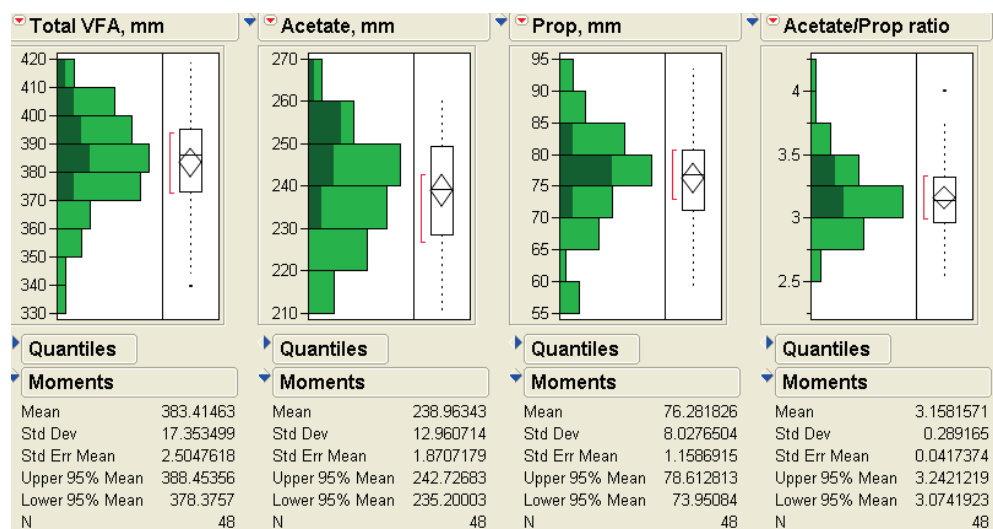 Total VFA, mm
420
410
400
390
380
370
360
350
340
330
Quantiles
Moments
Mean 383.41463
Std Dev 17.353499
Std Err Mean 2.5047618
Upper 95% Mean 388.45356
Lower 95% Mean 378.3757
N 48
Acetate, mm
270
260
250
240
230
220
210
Quantiles
Moments
Mean 238.96343
Std Dev 12.960714
Std Err Mean 1.8707179
Upper 95% Mean 242.72683
Lower 95% Mean 235.20003
N 48
Prop, mm
95
90
85
80
75
70
65
60
55
Quantiles
Moments
Mean 76.281826
Std Dev 8.0276504
Std Err Mean 1.1586915
Upper 95% Mean 78.612813
Lower 95% Mean 73.95084
N 48
Acetate/Prop ratio
4
3.5
3
2.5
Quantiles
Moments
Mean 3.1581571
Std Dev 0.289165
Std Err Mean 0.0417374
Upper 95% Mean 3.2421219
Lower 95% Mean 3.0741923
N 48